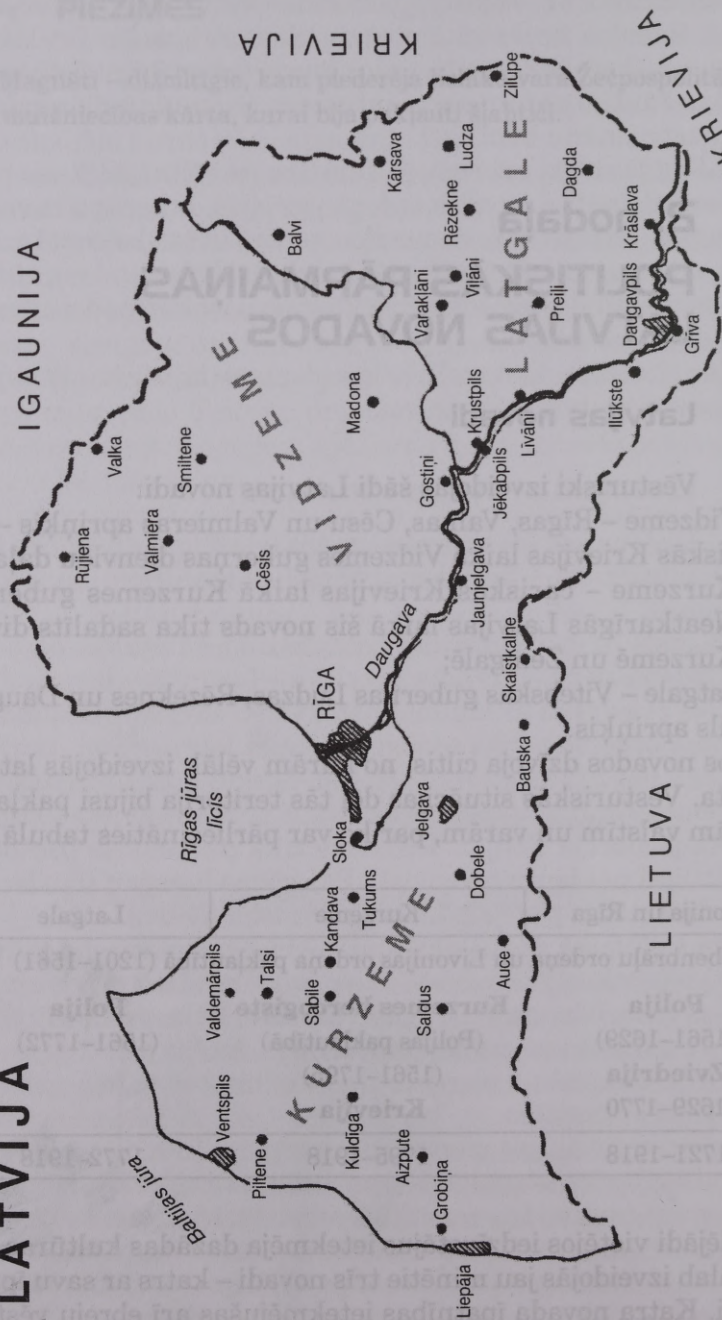 LATVIJA
IGAUNIJA
KRIEVIJA
KRIEVIJA
LIETUVA
Baltijas jūra
Rīgas jūras
līcis
VIDZEME
KURZEME
LATGALE
Daugava
RĪGA
Rūjiena
Valka
Valmiera
Smiltene
Cēsis
Balvi
Madona
Kārsava
Ludza
Zilupe
Rēzekne
Varakļāni
Viļāni
Preiļi
Dagda
Krāslava
Daugavpils
Grīva
Ilūkste
Līvāni
Krustpils
Jēkabpils
Gostiņi
Jaunjelgava
Skaistkalne
Bauska
Jelgava
Sloka
Tukums
Dobele
Kandava
Sabile
Talsi
Valdemārpils
Auce
Saldus
Kuldīga
Aizpute
Ventspils
Piltene
Grobiņa
Liepāja